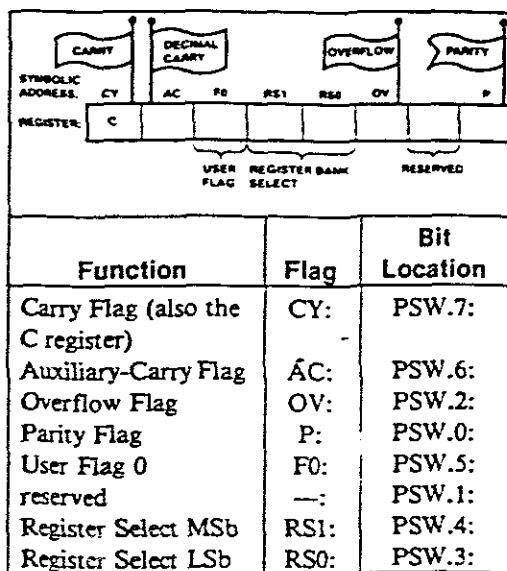 CARRY DECIMAL CARRY OVERFLOW PARITY
SYMBOLIC ADDRESS: CY AC F0 RS1 RS0 OV P
REGISTER: C
USER FLAG REGISTER BANK SELECT RESERVED
Function Flag Bit Location
Carry Flag (also the C register) CY: PSW.7:
Auxiliary-Carry Flag AC: PSW.6:
Overflow Flag OV: PSW.2:
Parity Flag P: PSW.0:
User Flag 0 F0: PSW.5:
reserved —: PSW.1:
Register Select MSb RS1: PSW.4:
Register Select LSb RS0: PSW.3: